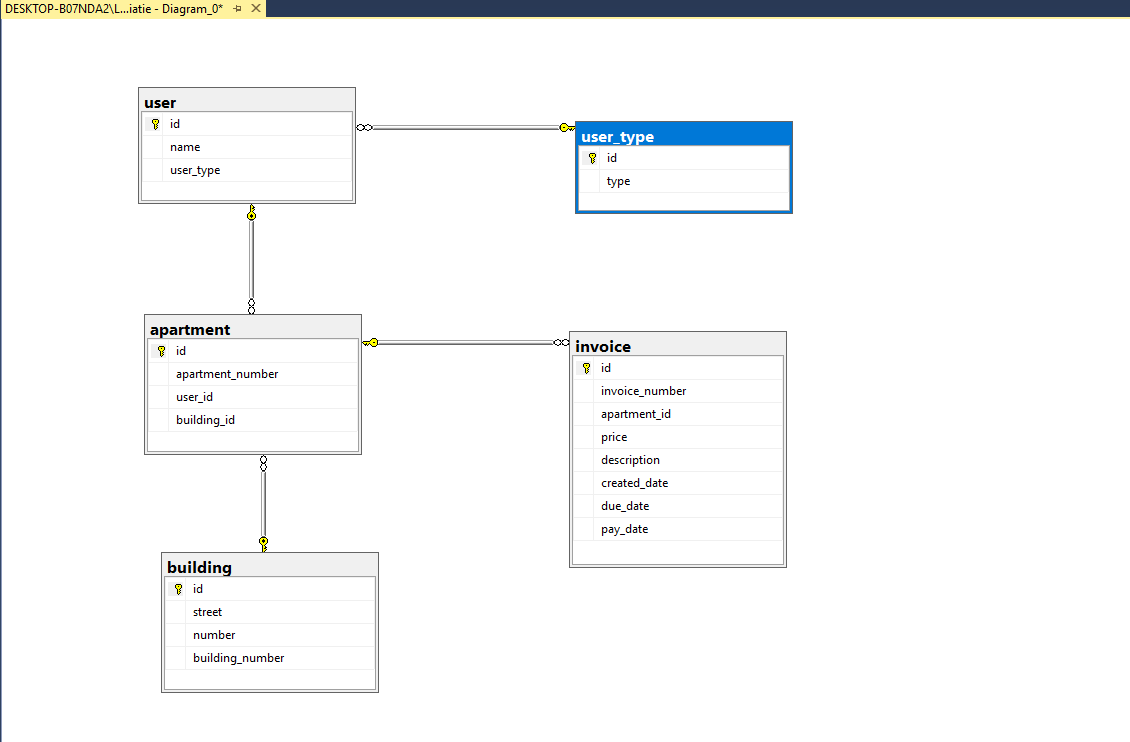 DESKTOP-B07NDA2\L...iatie - Diagram_0*
user
id
name
user_type
user_type
id
type
apartment
id
apartment_number
user_id
building_id
invoice
id
invoice_number
apartment_id
price
description
created_date
due_date
pay_date
building
id
street
number
building_number